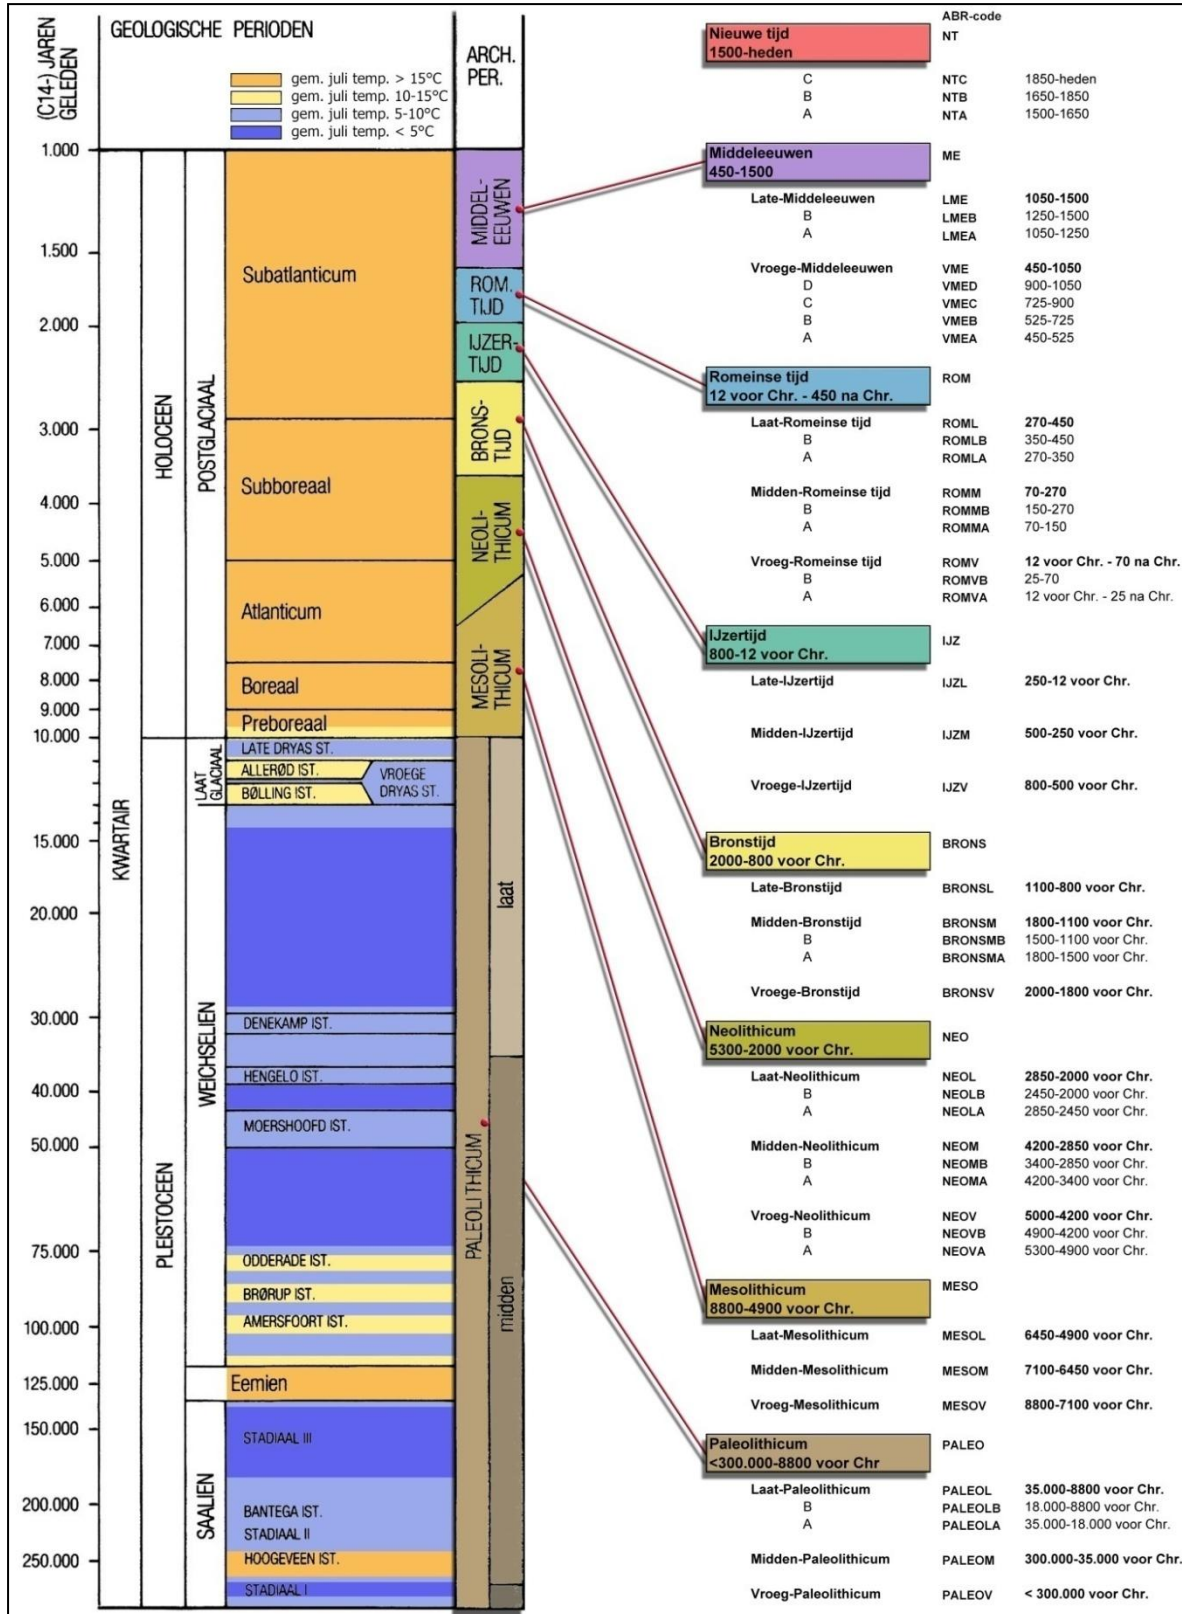 (C14-) JAREN
GELEDEN
GEOLOGISCHE PERIODEN
gem. juli temp. > 15°C
gem. juli temp. 10-15°C
gem. juli temp. 5-10°C
gem. juli temp. < 5°C
ARCH.
PER.
1.000
1.500
2.000
3.000
4.000
5.000
6.000
7.000
8.000
9.000
10.000
15.000
20.000
30.000
40.000
50.000
75.000
100.000
125.000
150.000
200.000
250.000
KWARTAIR
HOLOCEEN
PLEISTOCEEN
POSTGLACIAAL
LAAT
GLACIAAL
WEICHSELIEN
SAALIEN
Subatlanticum
Subboreaal
Atlanticum
Boreaal
Preboreaal
LATE DRYAS ST.
ALLERØD IST.
VROEGE
DRYAS ST.
BØLLING IST.
DENEKAMP IST.
HENGELO IST.
MOERSHOOFD IST.
ODDERADE IST.
BRØRUP IST.
AMERSFOORT IST.
Eemien
STADIAAL III
BANTEGA IST.
STADIAAL II
HOOGEVEEN IST.
STADIAAL I
MIDDEL-
EEUWEN
ROM.
TIJD
IJZER-
TIJD
BRONS-
TIJD
NEOLI-
THICUM
MESOLI-
THICUM
PALEOLITHICUM
laat
midden
ABR-code
Nieuwe tijd NT
1500-heden
C NTC 1850-heden
B NTB 1650-1850
A NTA 1500-1650
Middeleeuwen ME
450-1500
Late-Middeleeuwen LME 1050-1500
B LMEB 1250-1500
A LMEA 1050-1250
Vroege-Middeleeuwen VME 450-1050
D VMED 900-1050
C VMEC 725-900
B VMEB 525-725
A VMEA 450-525
Romeinse tijd ROM
12 voor Chr. - 450 na Chr.
Laat-Romeinse tijd ROML 270-450
B ROMLB 350-450
A ROMLA 270-350
Midden-Romeinse tijd ROMM 70-270
B ROMMB 150-270
A ROMMA 70-150
Vroeg-Romeinse tijd ROMV 12 voor Chr. - 70 na Chr.
B ROMVB 25-70
A ROMVA 12 voor Chr. - 25 na Chr.
IJzertijd IJZ
800-12 voor Chr.
Late-IJzertijd IJZL 250-12 voor Chr.
Midden-IJzertijd IJZM 500-250 voor Chr.
Vroege-IJzertijd IJZV 800-500 voor Chr.
Bronstijd BRONS
2000-800 voor Chr.
Late-Bronstijd BRONSL 1100-800 voor Chr.
Midden-Bronstijd BRONSM 1800-1100 voor Chr.
B BRONSMB 1500-1100 voor Chr.
A BRONSMA 1800-1500 voor Chr.
Vroege-Bronstijd BRONSV 2000-1800 voor Chr.
Neolithicum NEO
5300-2000 voor Chr.
Laat-Neolithicum NEOL 2850-2000 voor Chr.
B NEOLB 2450-2000 voor Chr.
A NEOLA 2850-2450 voor Chr.
Midden-Neolithicum NEOM 4200-2850 voor Chr.
B NEOMB 3400-2850 voor Chr.
A NEOMA 4200-3400 voor Chr.
Vroeg-Neolithicum NEOV 5000-4200 voor Chr.
B NEOVB 4900-4200 voor Chr.
A NEOVA 5300-4900 voor Chr.
Mesolithicum MESO
8800-4900 voor Chr.
Laat-Mesolithicum MESOL 6450-4900 voor Chr.
Midden-Mesolithicum MESOM 7100-6450 voor Chr.
Vroeg-Mesolithicum MESOV 8800-7100 voor Chr.
Paleolithicum PALEO
<300.000-8800 voor Chr
Laat-Paleolithicum PALEOL 35.000-8800 voor Chr.
B PALEOLB 18.000-8800 voor Chr.
A PALEOLA 35.000-18.000 voor Chr.
Midden-Paleolithicum PALEOM 300.000-35.000 voor Chr.
Vroeg-Paleolithicum PALEOV < 300.000 voor Chr.